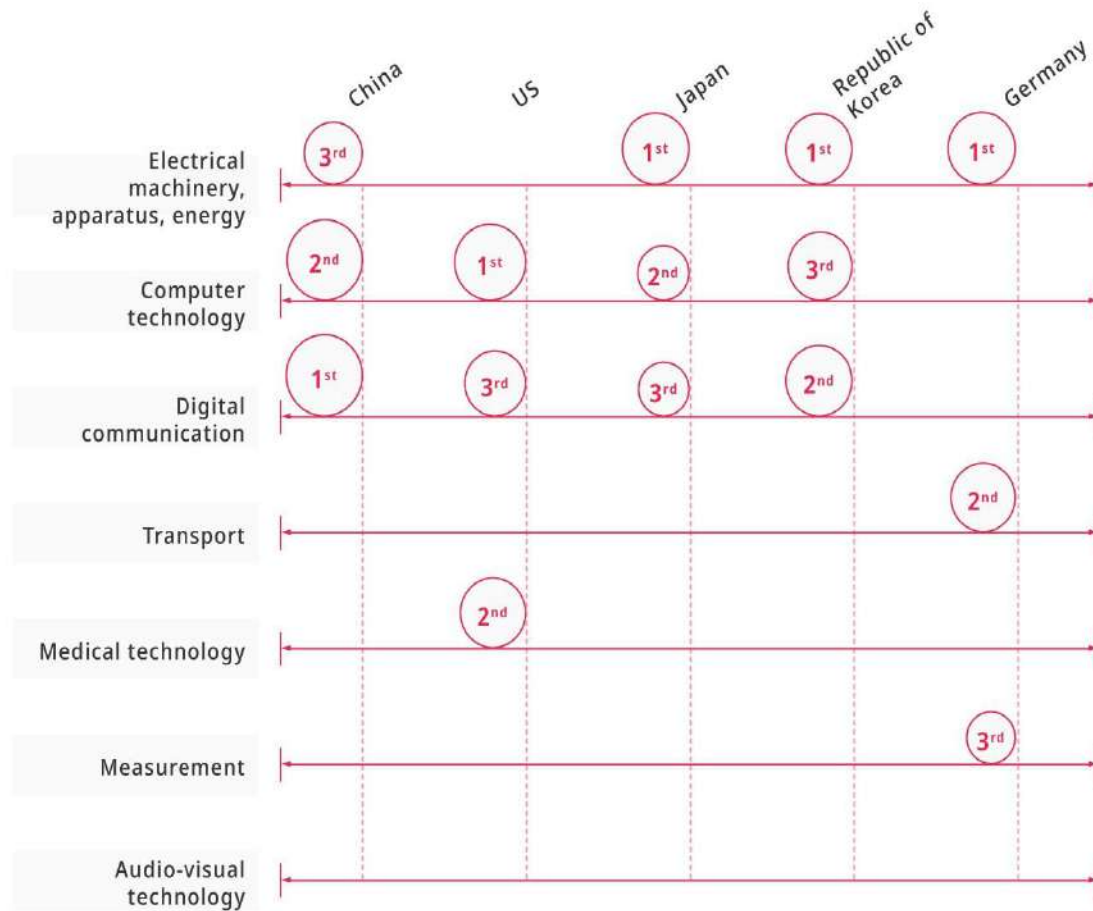 China
US
Japan
Republic of
Korea
Germany
Electrical
machinery,
apparatus, energy
3rd
1st
1st
1st
Computer
technology
2nd
1st
2nd
3rd
Digital
communication
1st
3rd
3rd
2nd
Transport
2nd
Medical technology
2nd
Measurement
3rd
Audio-visual
technology